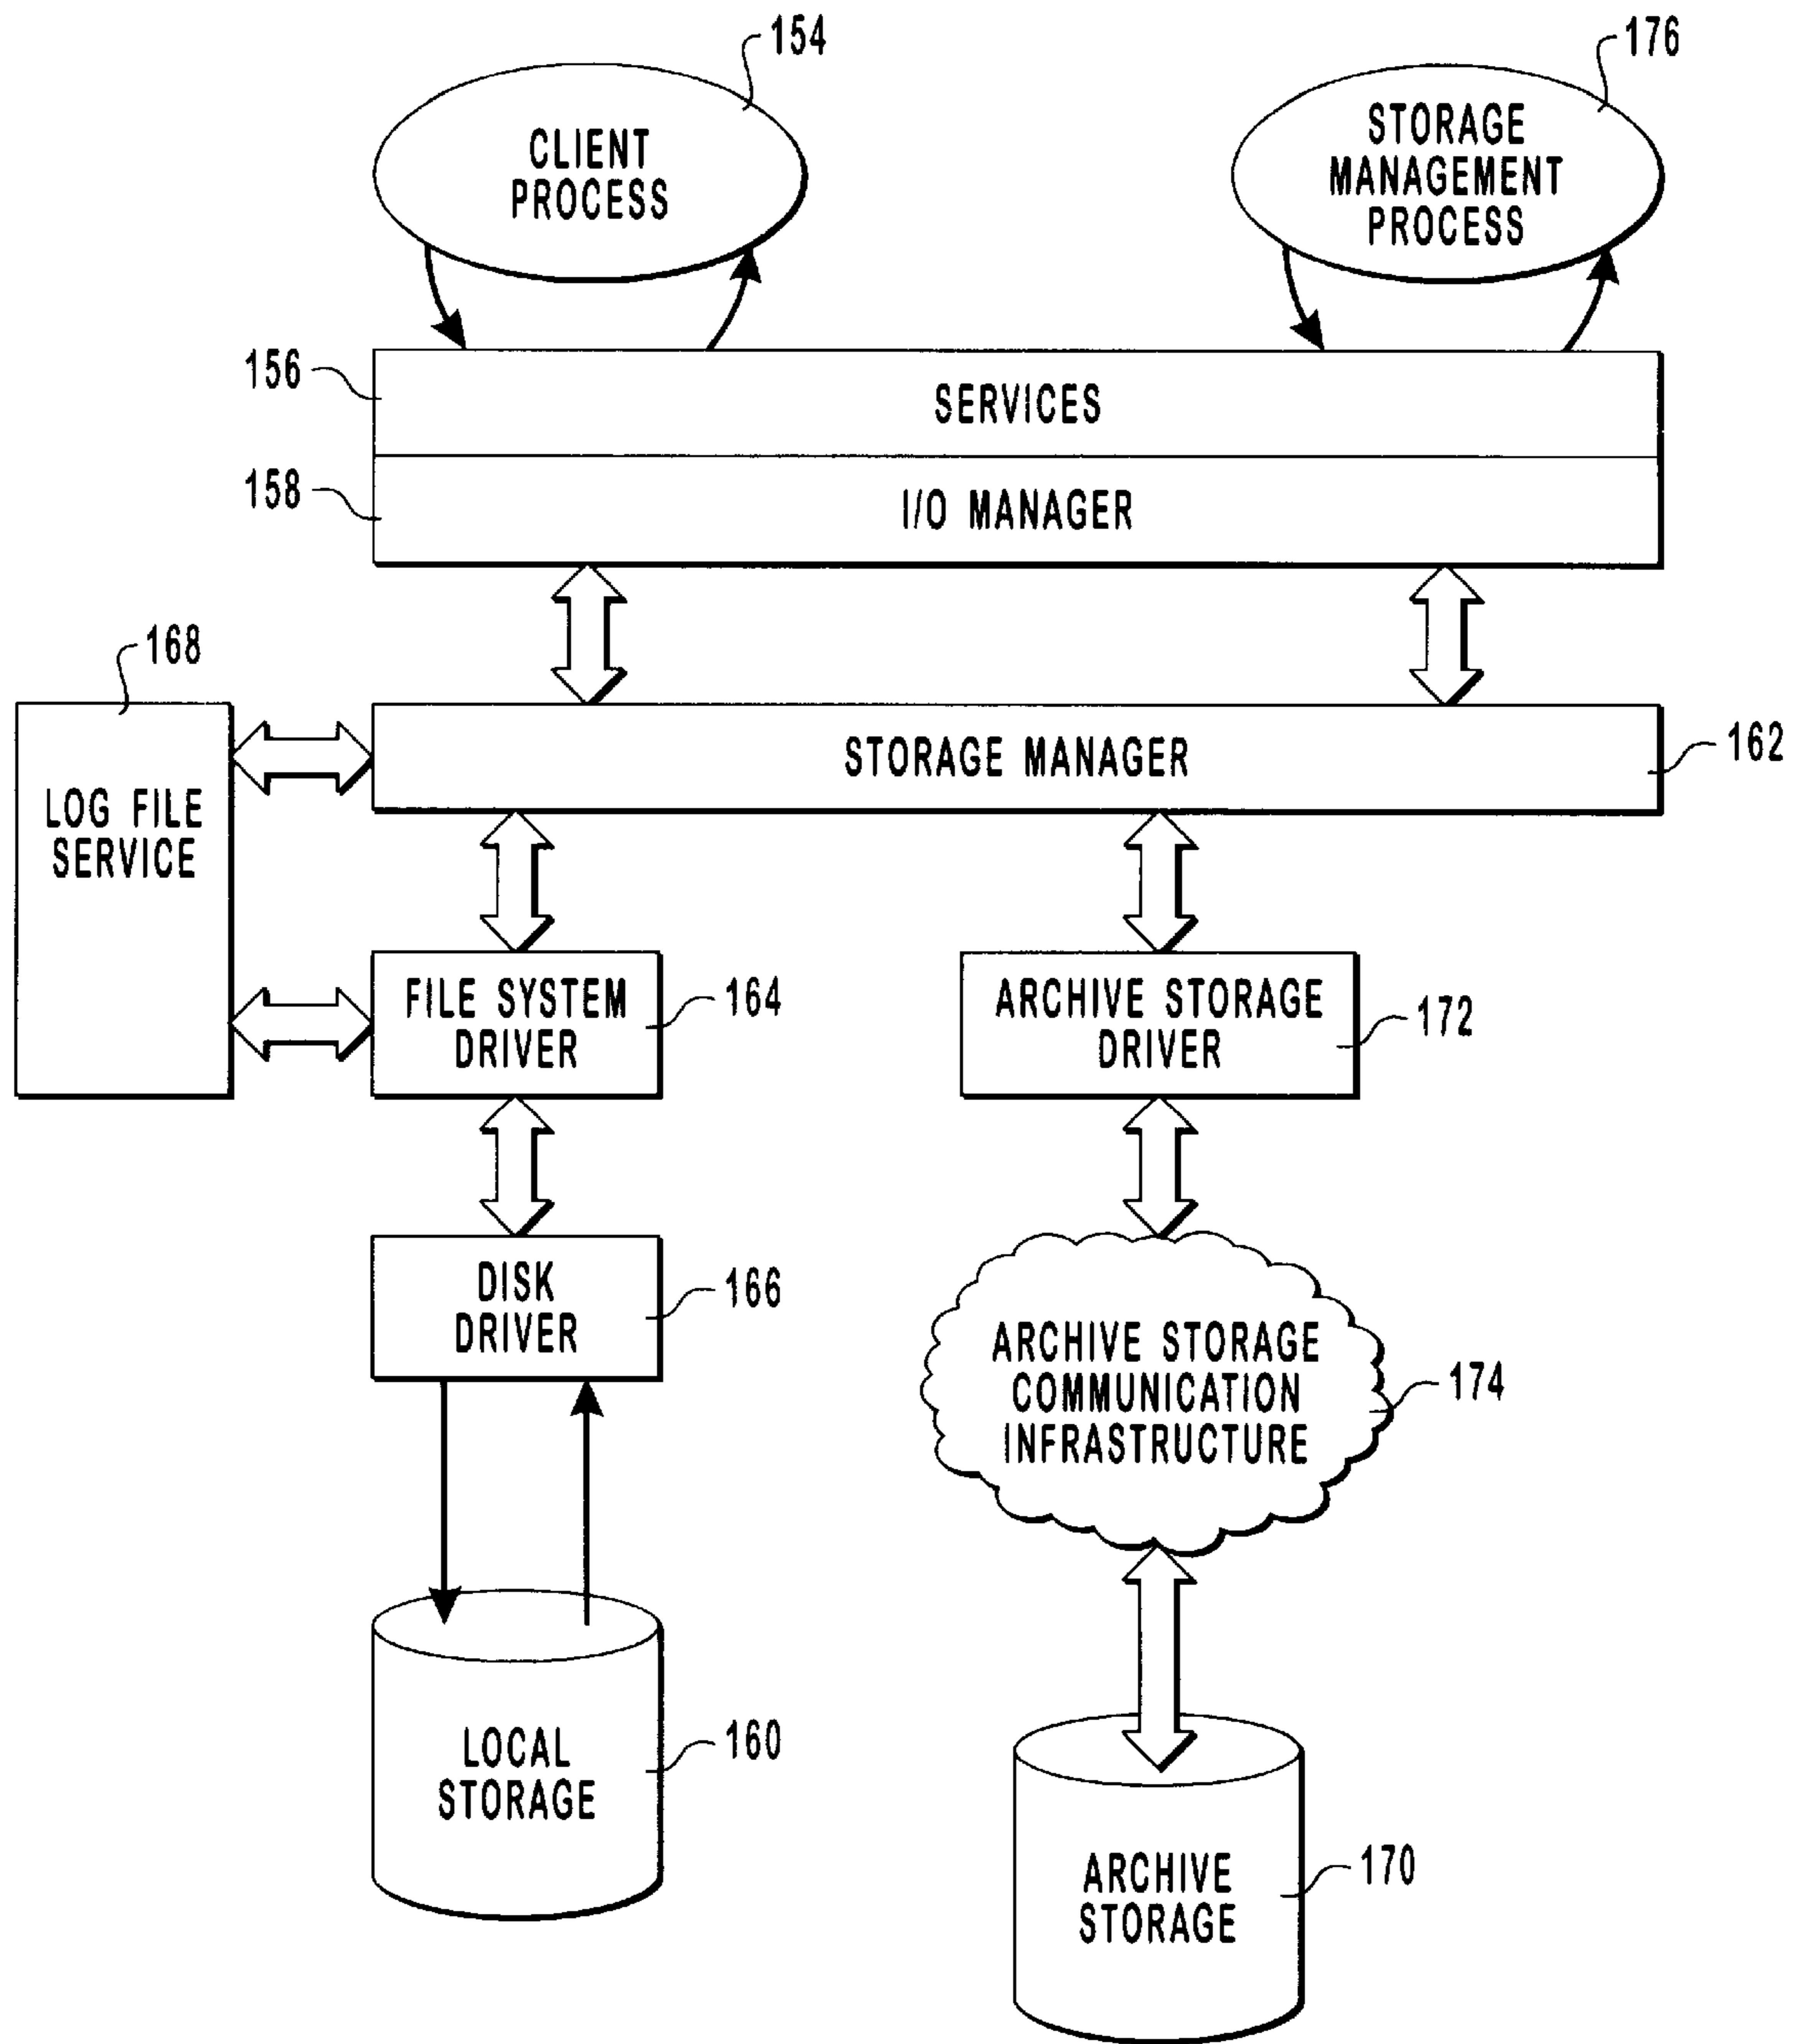 154
176
CLIENT
PROCESS
STORAGE
MANAGEMENT
PROCESS
156
SERVICES
158
I/O MANAGER
168
STORAGE MANAGER
162
LOG FILE
SERVICE
FILE SYSTEM
DRIVER
164
ARCHIVE STORAGE
DRIVER
172
DISK
DRIVER
166
ARCHIVE STORAGE
COMMUNICATION
INFRASTRUCTURE
174
LOCAL
STORAGE
160
ARCHIVE
STORAGE
170